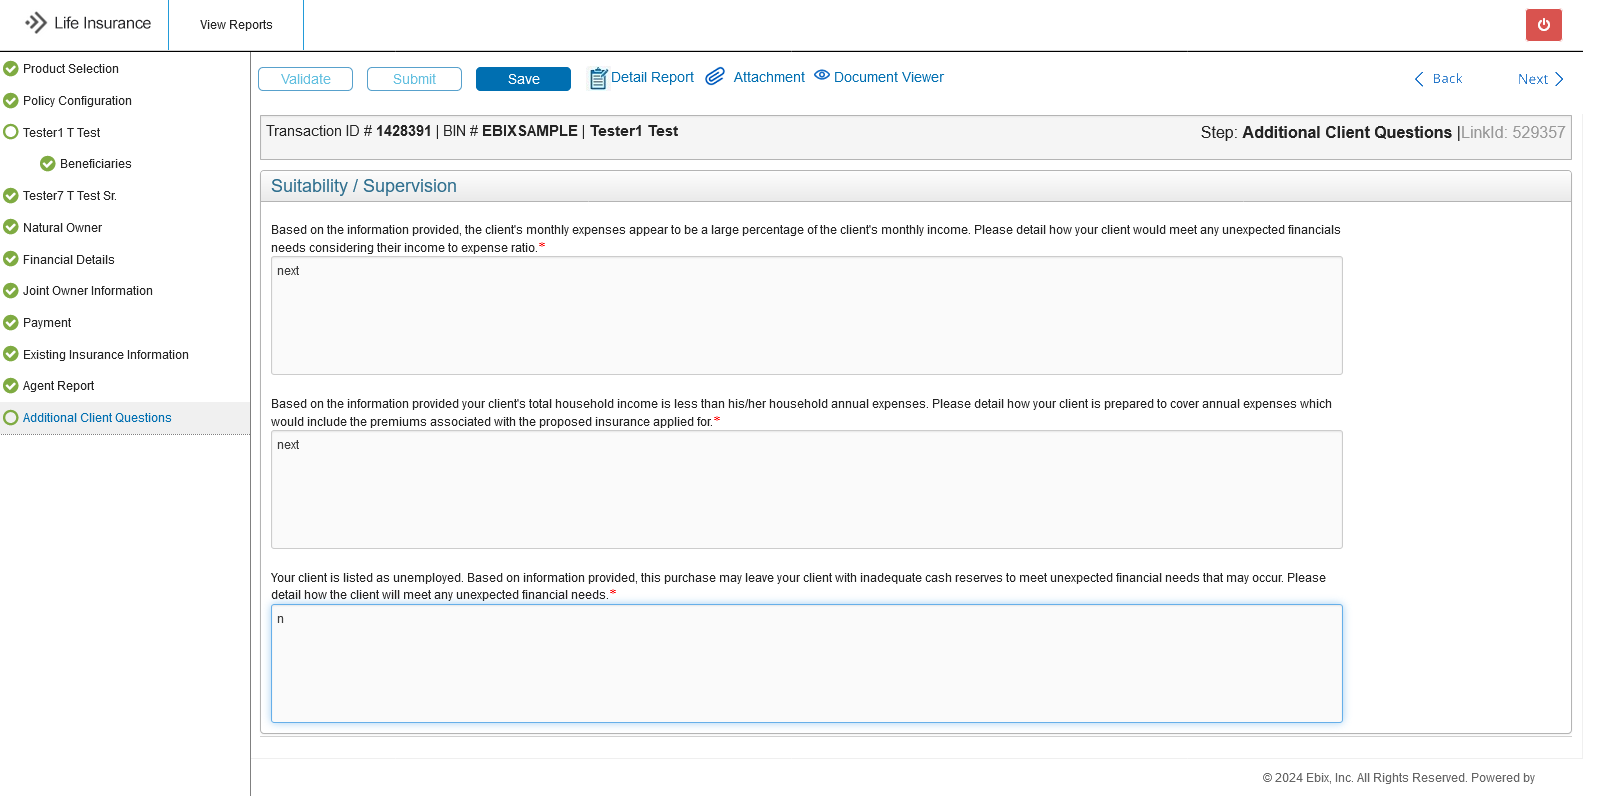 Life Insurance
View Reports
Product Selection
Policy Configuration
Tester1 T Test
Beneficiaries
Tester7 T Test Sr.
Natural Owner
Financial Details
Joint Owner Information
Payment
Existing Insurance Information
Agent Report
Additional Client Questions
Validate
Submit
Save
Detail Report
Attachment
Document Viewer
Back
Next
Transaction ID # 1428391 | BIN # EBIXSAMPLE | Tester1 Test
Step: Additional Client Questions |LinkId: 529357
Suitability / Supervision
Based on the information provided, the client's monthly expenses appear to be a large percentage of the client's monthly income. Please detail how your client would meet any unexpected financials
needs considering their income to expense ratio.*
next
Based on the information provided your client's total household income is less than his/her household annual expenses. Please detail how your client is prepared to cover annual expenses which
would include the premiums associated with the proposed insurance applied for.*
next
Your client is listed as unemployed. Based on information provided, this purchase may leave your client with inadequate cash reserves to meet unexpected financial needs that may occur. Please
detail how the client will meet any unexpected financial needs.*
n
© 2024 Ebix, Inc. All Rights Reserved. Powered by